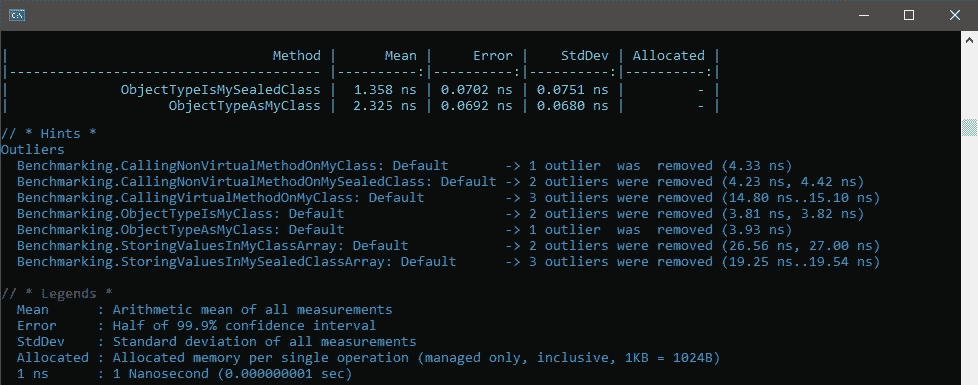 |                                 Method |      Mean |     Error |    StdDev | Allocated |
|--------------------------------------- |----------:|----------:|----------:|----------:|
|              ObjectTypeIsMySealedClass |  1.358 ns | 0.0702 ns | 0.0751 ns |         - |
|                    ObjectTypeAsMyClass |  2.325 ns | 0.0692 ns | 0.0680 ns |         - |
// * Hints *
Outliers
  Benchmarking.CallingNonVirtualMethodOnMyClass: Default       -> 1 outlier  was  removed (4.33 ns)
  Benchmarking.CallingNonVirtualMethodOnMySealedClass: Default -> 2 outliers were removed (4.23 ns, 4.42 ns)
  Benchmarking.CallingVirtualMethodOnMyClass: Default          -> 3 outliers were removed (14.80 ns..15.10 ns)
  Benchmarking.ObjectTypeIsMyClass: Default                    -> 2 outliers were removed (3.81 ns, 3.82 ns)
  Benchmarking.ObjectTypeAsMyClass: Default                    -> 1 outlier  was  removed (3.93 ns)
  Benchmarking.StoringValuesInMyClassArray: Default            -> 2 outliers were removed (26.56 ns, 27.00 ns)
  Benchmarking.StoringValuesInMySealedClassArray: Default      -> 3 outliers were removed (19.25 ns..19.54 ns)
// * Legends *
  Mean      : Arithmetic mean of all measurements
  Error     : Half of 99.9% confidence interval
  StdDev    : Standard deviation of all measurements
  Allocated : Allocated memory per single operation (managed only, inclusive, 1KB = 1024B)
  1 ns      : 1 Nanosecond (0.000000001 sec)